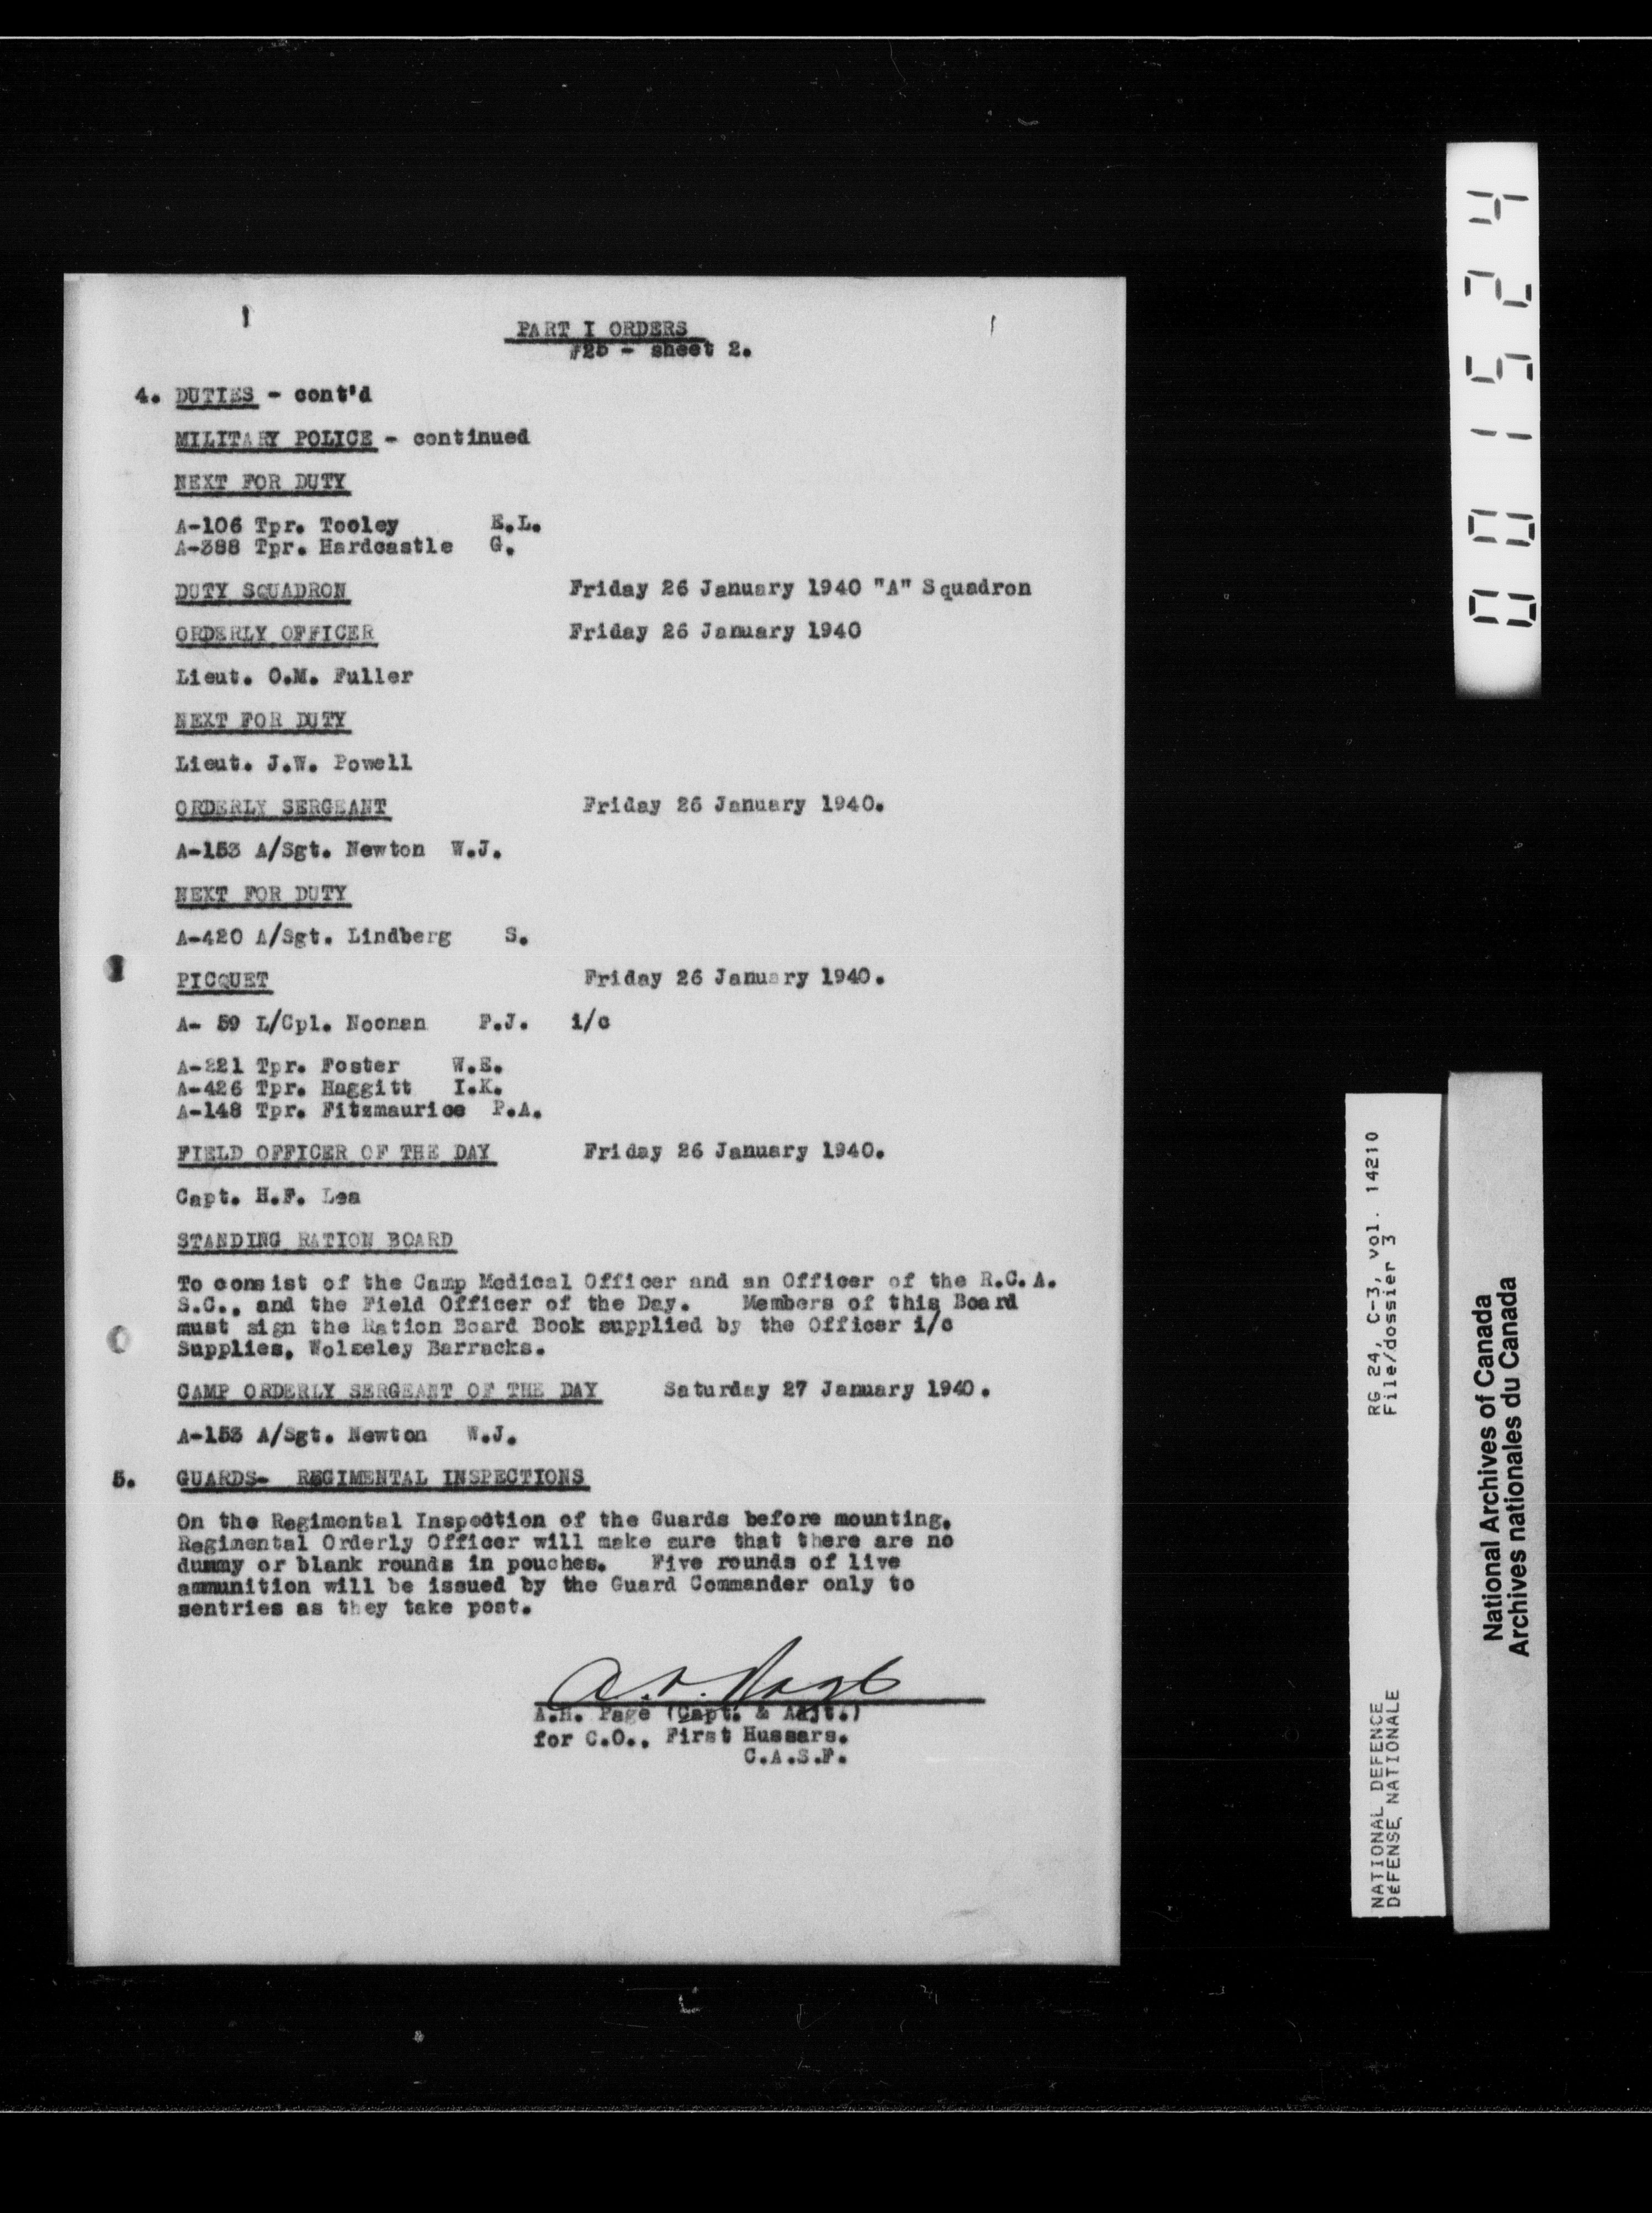 PART I ORDERS
#25 - sheet 2.
4. DUTIES - cont'd
MILITARY POLICE - continued
NEXT FOR DUTY
A-106 Tpr. Tooley E.L.
A-388 Tpr. Hardcastle G.
DUTY SQUADRON Friday 26 January 1940 "A" Squadron
ORDERLY OFFICER Friday 26 January 1940
Lieut. O.M. Fuller
NEXT FOR DUTY
Lieut. J.W. Powell
ORDERLY SERGEANT Friday 26 January 1940.
A-153 A/Sgt. Newton W.J.
NEXT FOR DUTY
A-420 A/Sgt. Lindberg S.
PICQUET Friday 26 January 1940.
A- 59 L/Cpl. Noonan P.J. i/c
A-221 Tpr. Foster W.E.
A-426 Tpr. Haggitt I.K.
A-148 Tpr. Fitzmaurice P.A.
FIELD OFFICER OF THE DAY Friday 26 January 1940.
Capt. H.F. Lea
STANDING RATION BOARD
To consist of the Camp Medical Officer and an Officer of the R.C.A.
S.C., and the Field Officer of the Day. Members of this Board
must sign the Ration Board Book supplied by the Officer i/c
Supplies, Wolseley Barracks.
CAMP ORDERLY SERGEANT OF THE DAY Saturday 27 January 1940.
A-153 A/Sgt. Newton W.J.
5. GUARDS- REGIMENTAL INSPECTIONS
On the Regimental Inspection of the Guards before mounting,
Regimental Orderly Officer will make sure that there are no
dummy or blank rounds in pouches. Five rounds of live
ammunition will be issued by the Guard Commander only to
sentries as they take post.
A.H. Page (Capt. & Adjt.)
for C.O., First Hussars.
C.A.S.F.
001524
NATIONAL DEFENCE RG 24, C-3, vol. 14210
DéFENSE NATIONALE File/dossier 3
National Archives of Canada
Archives nationales du Canada